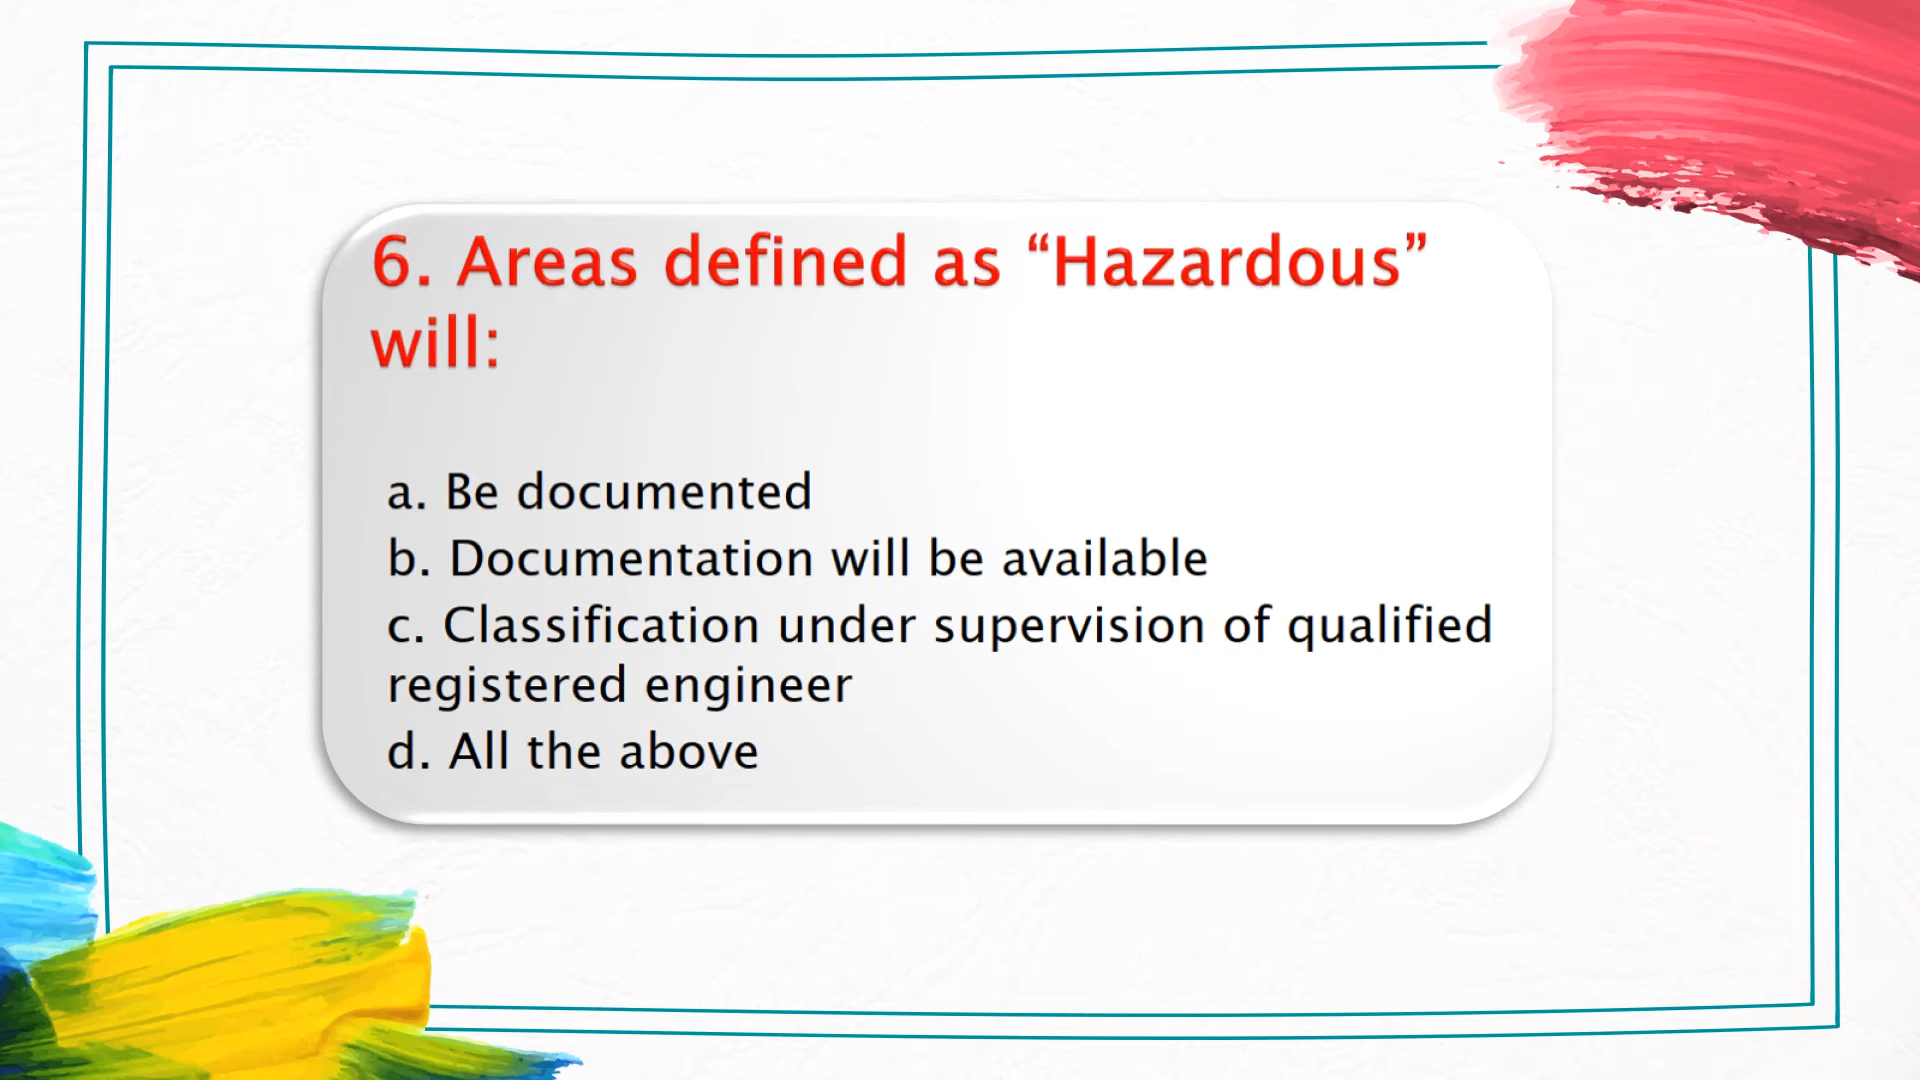 6. Areas defined as “Hazardous”
will:
a. Be documented
b. Documentation will be available
c. Classification under supervision of qualified
registered engineer
d. All the above